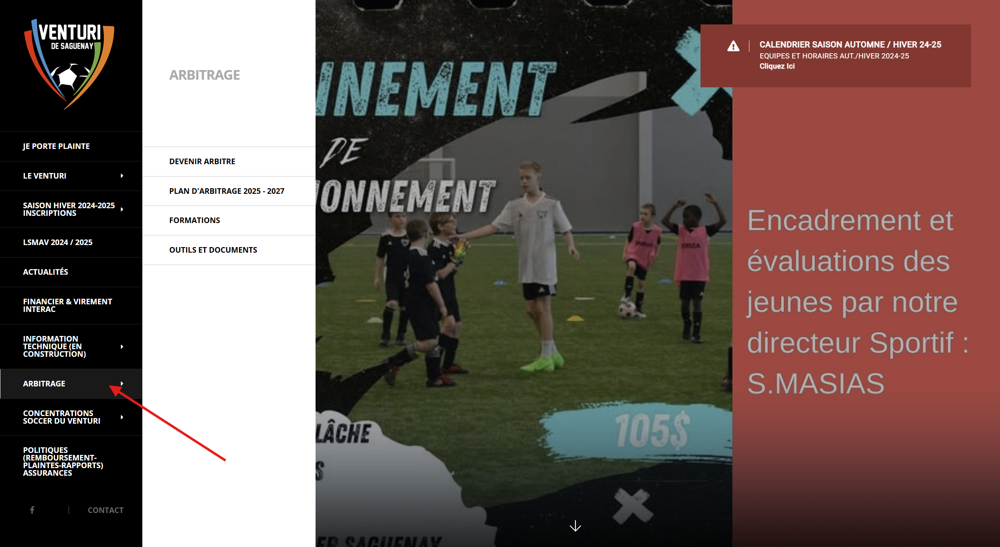 VENTURI
DE SAGUENAY
JE PORTE PLAINTE
LE VENTURI
SAISON HIVER 2024-2025
INSCRIPTIONS
LSMAV 2024 / 2025
ACTUALITÉS
FINANCIER & VIREMENT
INTERAC
INFORMATION
TECHNIQUE (EN
CONSTRUCTION)
ARBITRAGE
CONCENTRATIONS
SOCCER DU VENTURI
POLITIQUES
(REMBOURSEMENT-
PLAINTES-RAPPORTS)
ASSURANCES
CONTACT
ARBITRAGE
DEVENIR ARBITRE
PLAN D'ARBITRAGE 2025 - 2027
FORMATIONS
OUTILS ET DOCUMENTS
NEMENT
DE
ONNEMENT
LÂCHE
S
105$
ER SAGUENAY
CALENDRIER SAISON AUTOMNE / HIVER 24-25
EQUIPES ET HORAIRES AUT./HIVER 2024-25
Cliquez Ici
Encadrement et
évaluations des
jeunes par notre
directeur Sportif :
S.MASIAS